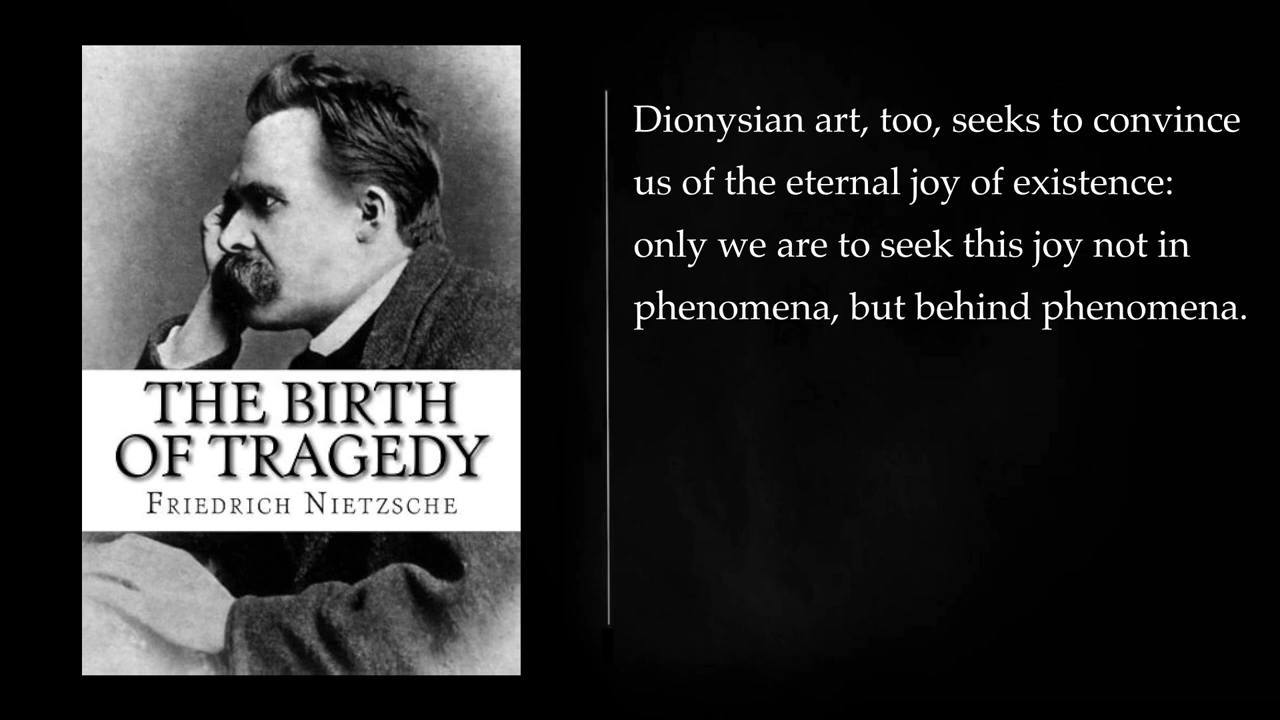 THE BIRTH
OF TRAGEDY
FRIEDRICH NIETZSCHE
Dionysian art, too, seeks to convince
us of the eternal joy of existence:
only we are to seek this joy not in
phenomena, but behind phenomena.